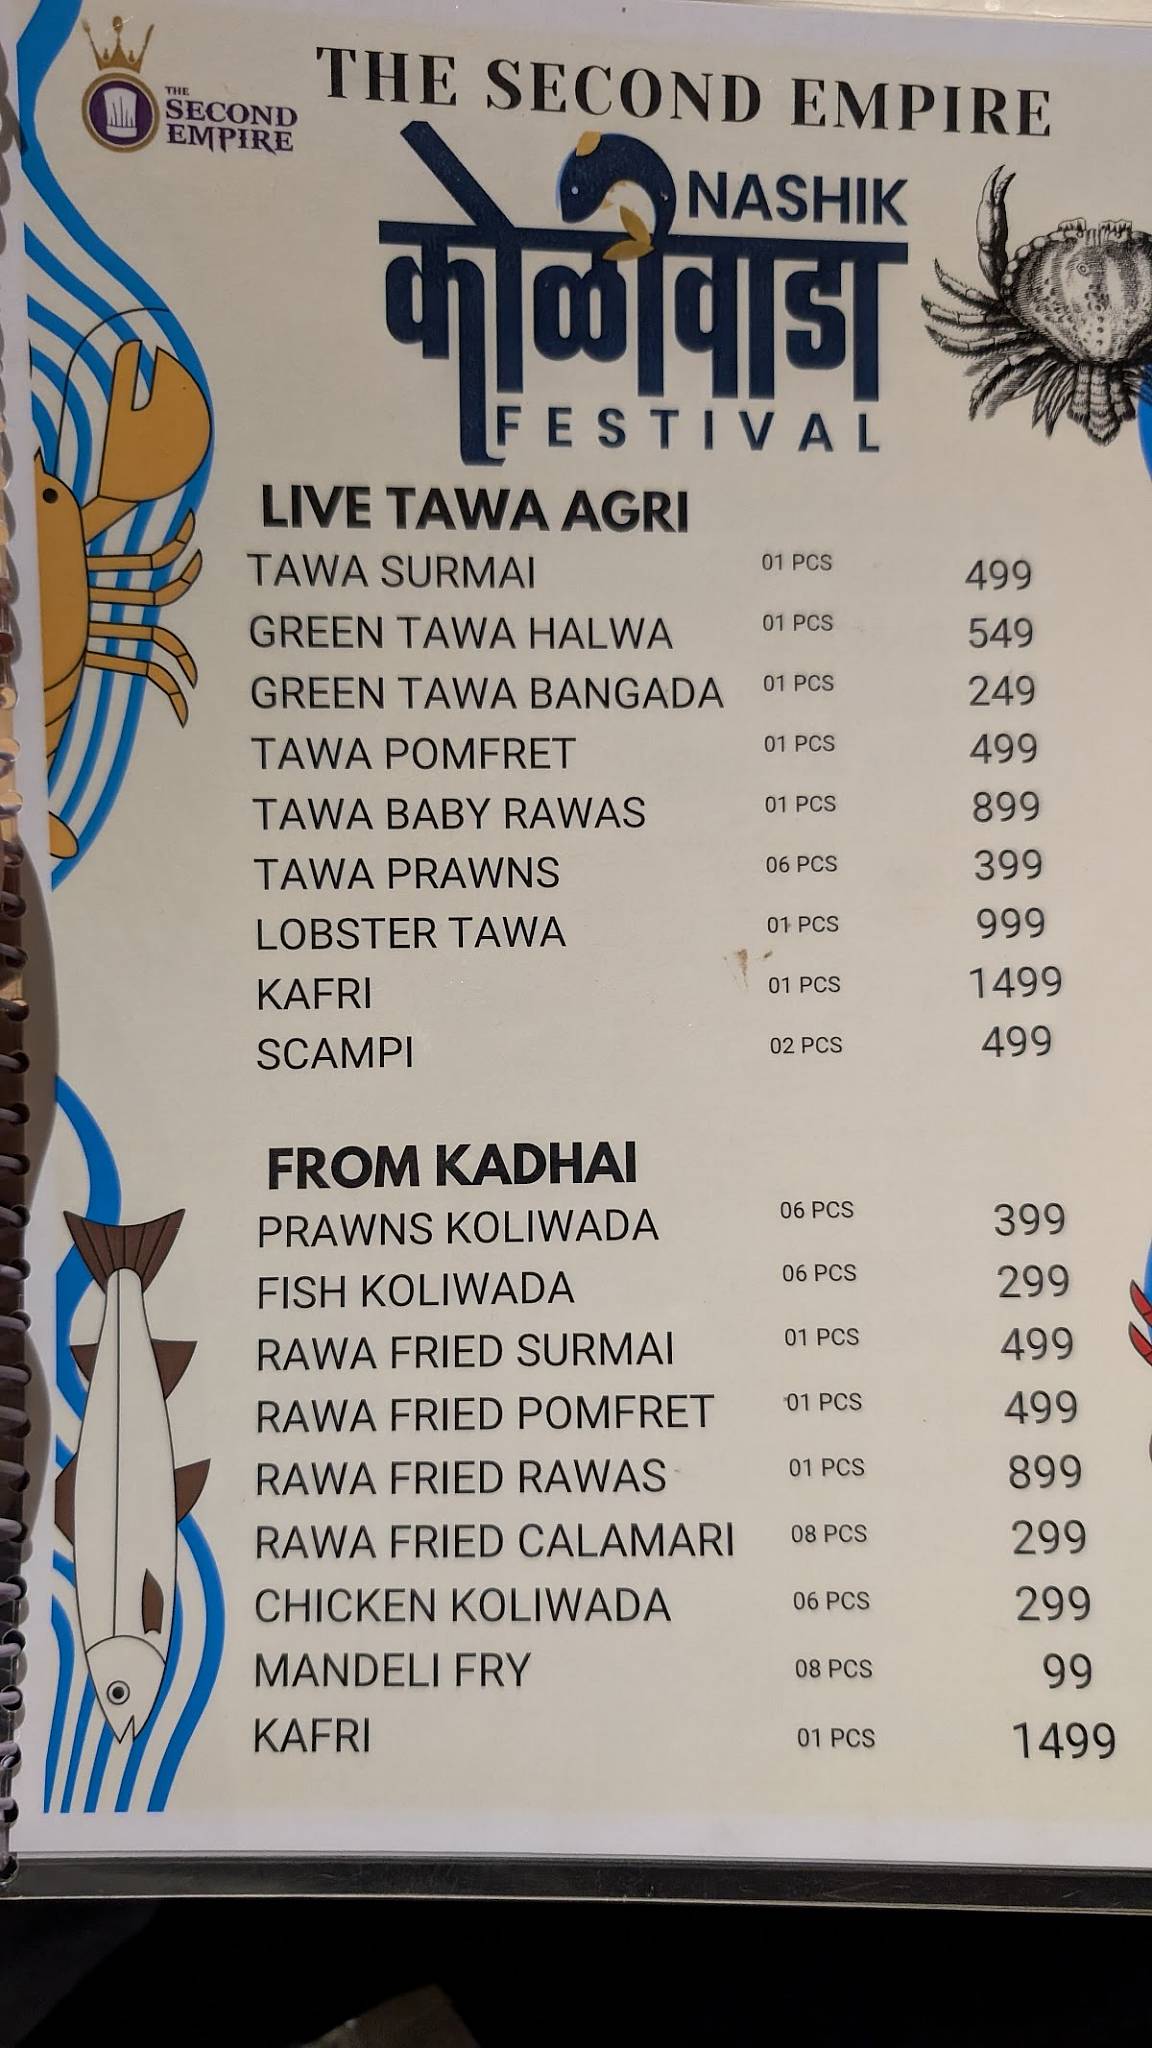 THE SECOND EMPIRE
THE SECOND EMPIRE
NASHIK
कोळीवाडा
FESTIVAL
LIVE TAWA AGRI
TAWA SURMAI 01 PCS 499
GREEN TAWA HALWA 01 PCS 549
GREEN TAWA BANGADA 01 PCS 249
TAWA POMFRET 01 PCS 499
TAWA BABY RAWAS 01 PCS 899
TAWA PRAWNS 06 PCS 399
LOBSTER TAWA 01 PCS 999
KAFRI 01 PCS 1499
SCAMPI 02 PCS 499
FROM KADHAI
PRAWNS KOLIWADA 06 PCS 399
FISH KOLIWADA 06 PCS 299
RAWA FRIED SURMAI 01 PCS 499
RAWA FRIED POMFRET 01 PCS 499
RAWA FRIED RAWAS 01 PCS 899
RAWA FRIED CALAMARI 08 PCS 299
CHICKEN KOLIWADA 06 PCS 299
MANDELI FRY 08 PCS 99
KAFRI 01 PCS 1499